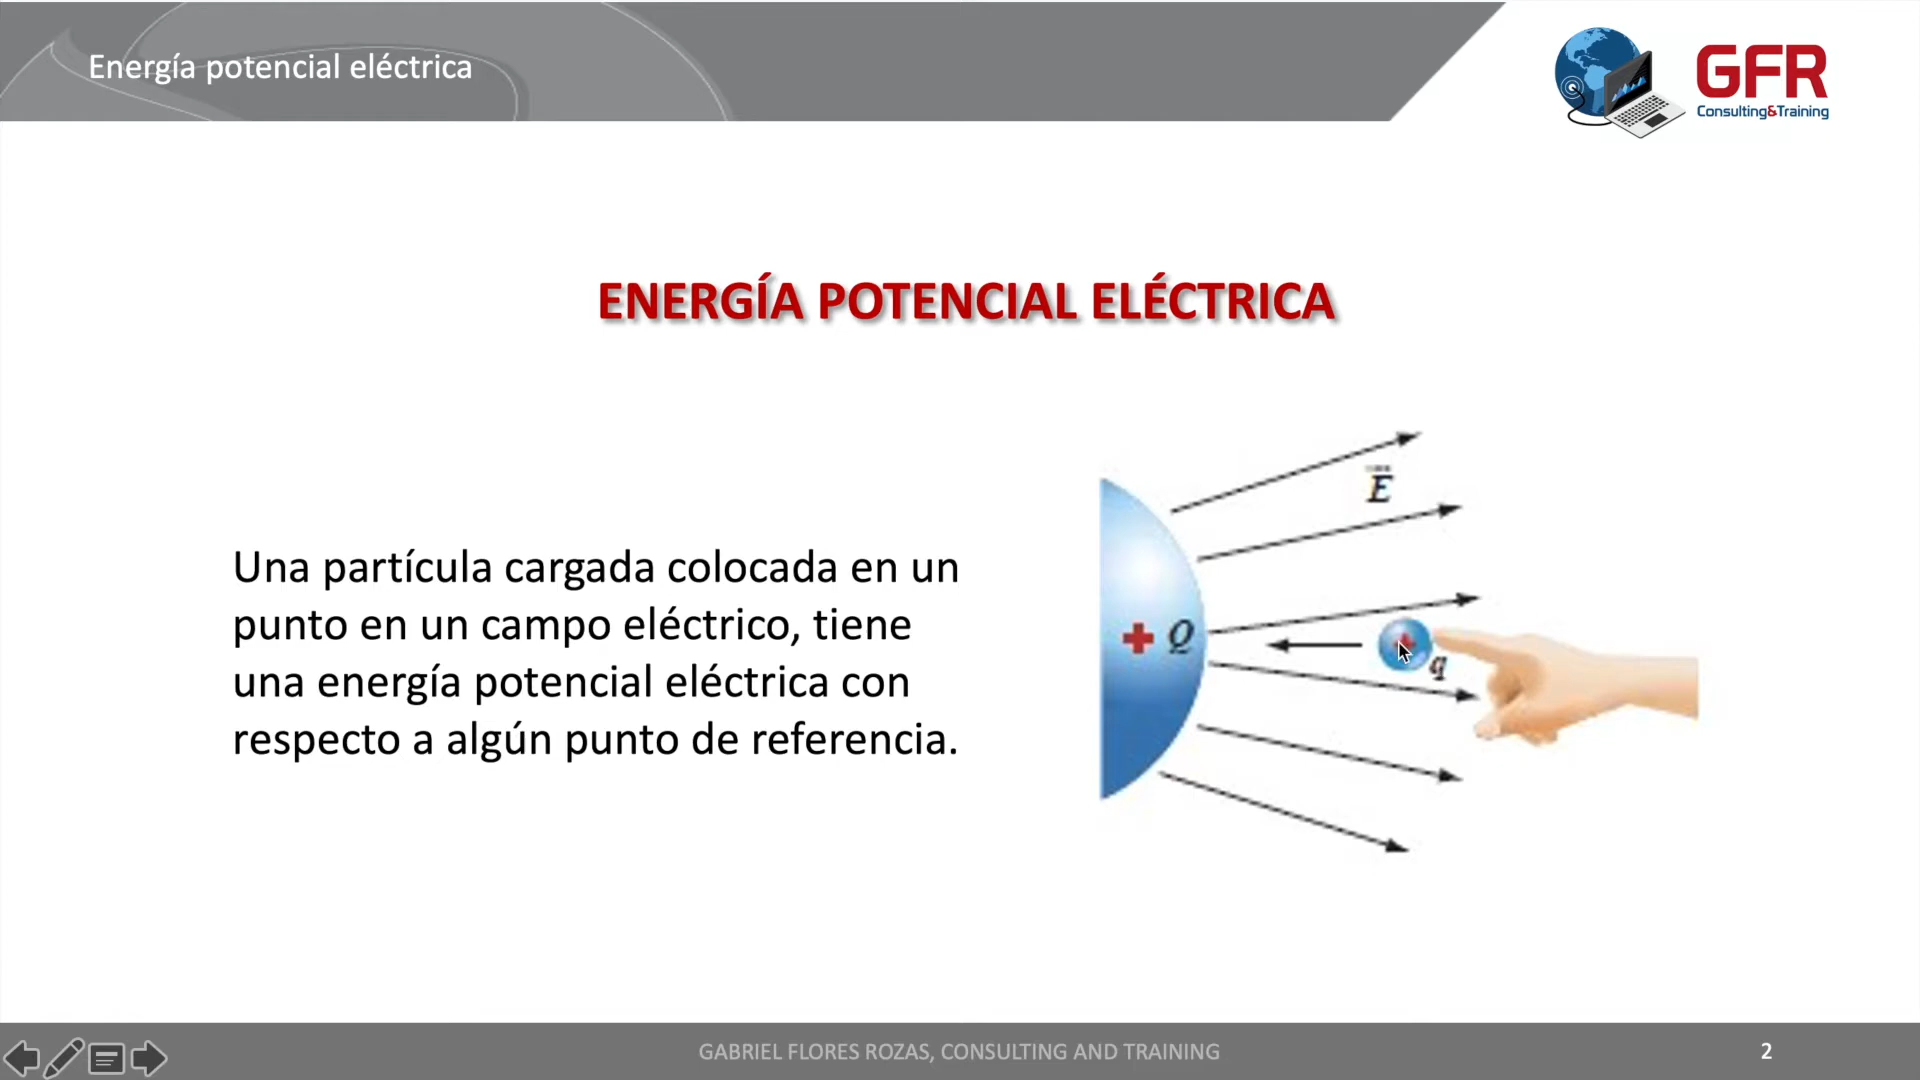 Energía potencial eléctrica
GFR
Consulting&Training
ENERGÍA POTENCIAL ELÉCTRICA
Una partícula cargada colocada en un
punto en un campo eléctrico, tiene
una energía potencial eléctrica con
respecto a algún punto de referencia.
E
Q
q
GABRIEL FLORES ROZAS, CONSULTING AND TRAINING
2